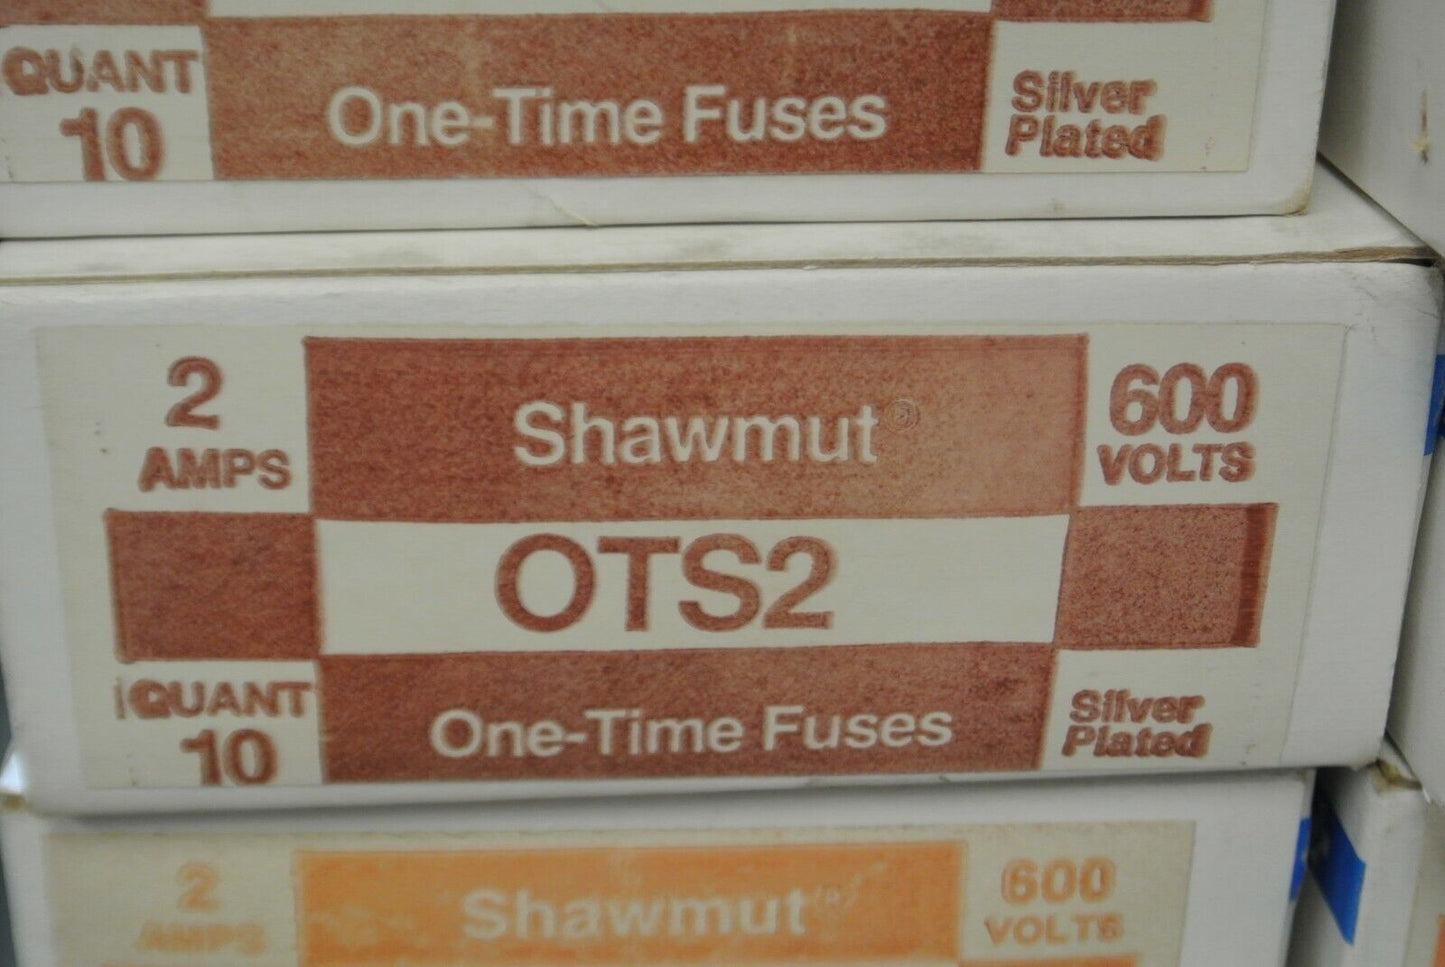 QUANT
10
One-Time Fuses
Silver
Plated
2
AMPS
Shawmut®
600
VOLTS
OTS2
QUANT
10
One-Time Fuses
Silver
Plated
2
AMPS
Shawmut®
600
VOLTS